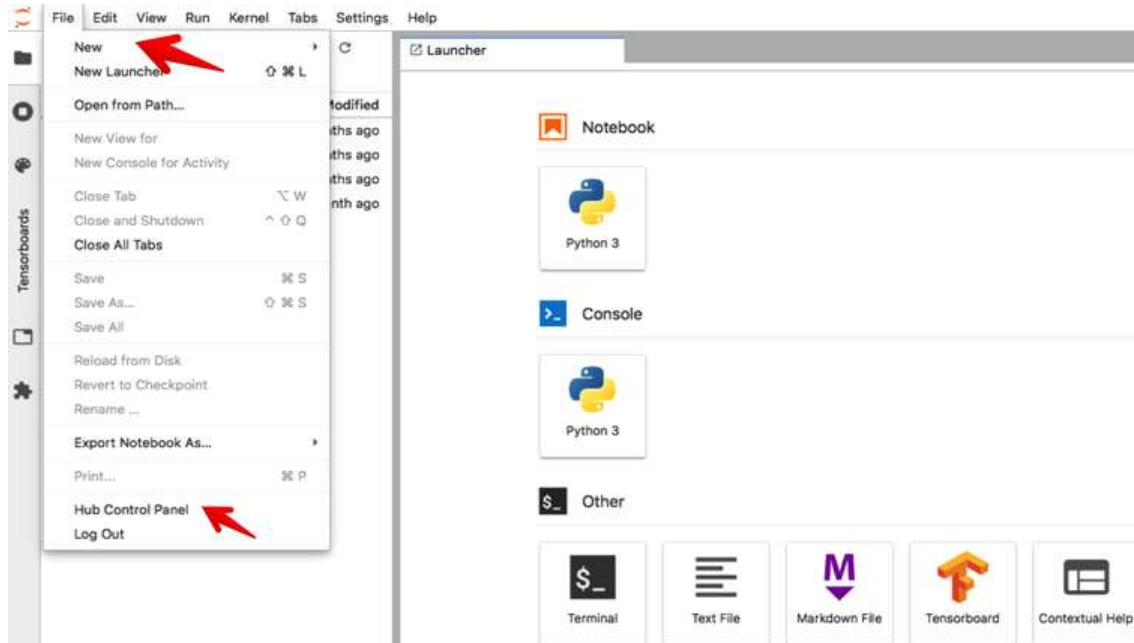 File Edit View Run Kernel Tabs Settings Help
New
New Launcher ⇧ ⌘ L
Open from Path...
New View for
New Console for Activity
Close Tab ⌥ W
Close and Shutdown ^ ⇧ Q
Close All Tabs
Save ⌘ S
Save As... ⇧ ⌘ S
Save All
Reload from Disk
Revert to Checkpoint
Rename ...
Export Notebook As...
Print... ⌘ P
Hub Control Panel
Log Out
Tensorboards
Modified
ths ago
ths ago
ths ago
nth ago
Launcher
Notebook
Python 3
Console
Python 3
$_ Other
$_
Terminal
Text File
M
Markdown File
Tensorboard
Contextual Help